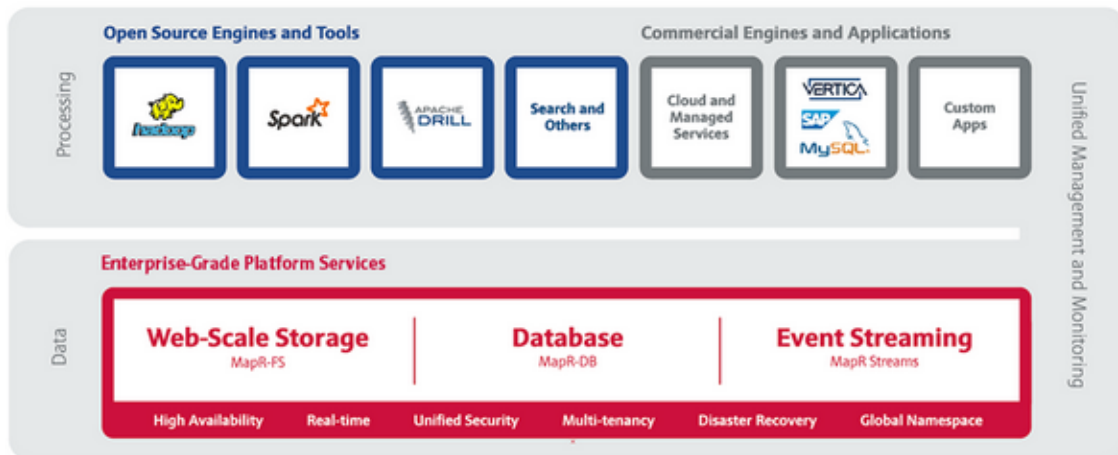 Open Source Engines and Tools
Commercial Engines and Applications
Processing
hadoop
Spark
APACHE
DRILL
Search and
Others
Cloud and
Managed
Services
VERTICA
SAP
MySQL
Custom
Apps
Unified Management and Monitoring
Enterprise-Grade Platform Services
Data
Web-Scale Storage
MapR-FS
Database
MapR-DB
Event Streaming
MapR Streams
High Availability
Real-time
Unified Security
Multi-tenancy
Disaster Recovery
Global Namespace